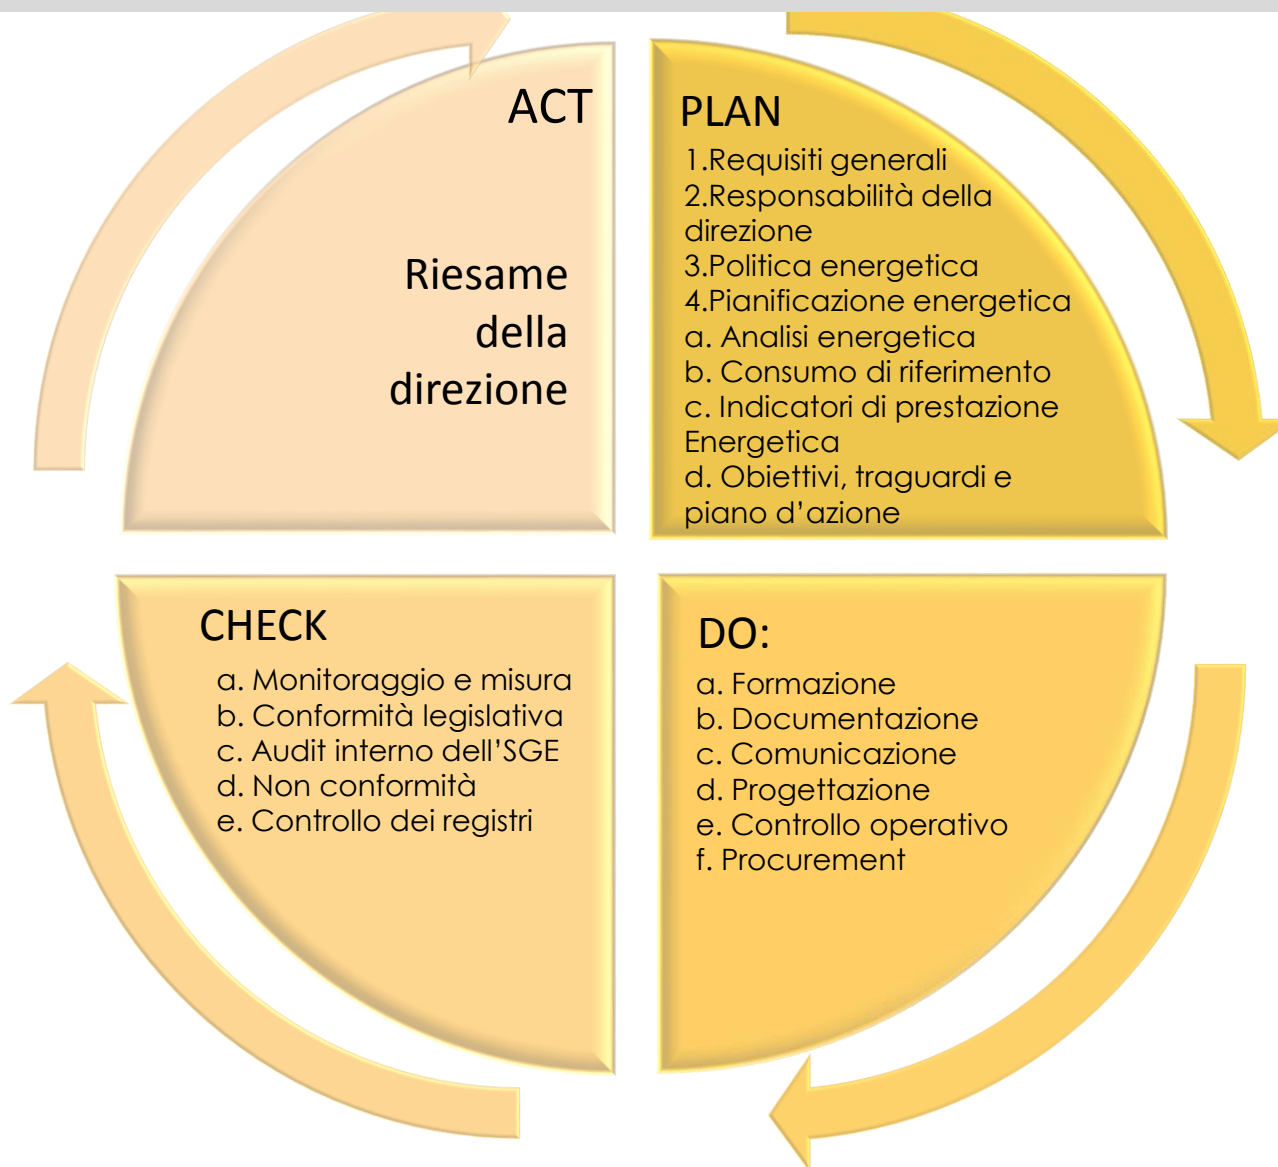 ACT
Riesame
della
direzione
PLAN
1.Requisiti generali
2.Responsabilità della
direzione
3.Politica energetica
4.Pianificazione energetica
a. Analisi energetica
b. Consumo di riferimento
c. Indicatori di prestazione
Energetica
d. Obiettivi, traguardi e
piano d’azione
CHECK
a. Monitoraggio e misura
b. Conformità legislativa
c. Audit interno dell’SGE
d. Non conformità
e. Controllo dei registri
DO:
a. Formazione
b. Documentazione
c. Comunicazione
d. Progettazione
e. Controllo operativo
f. Procurement